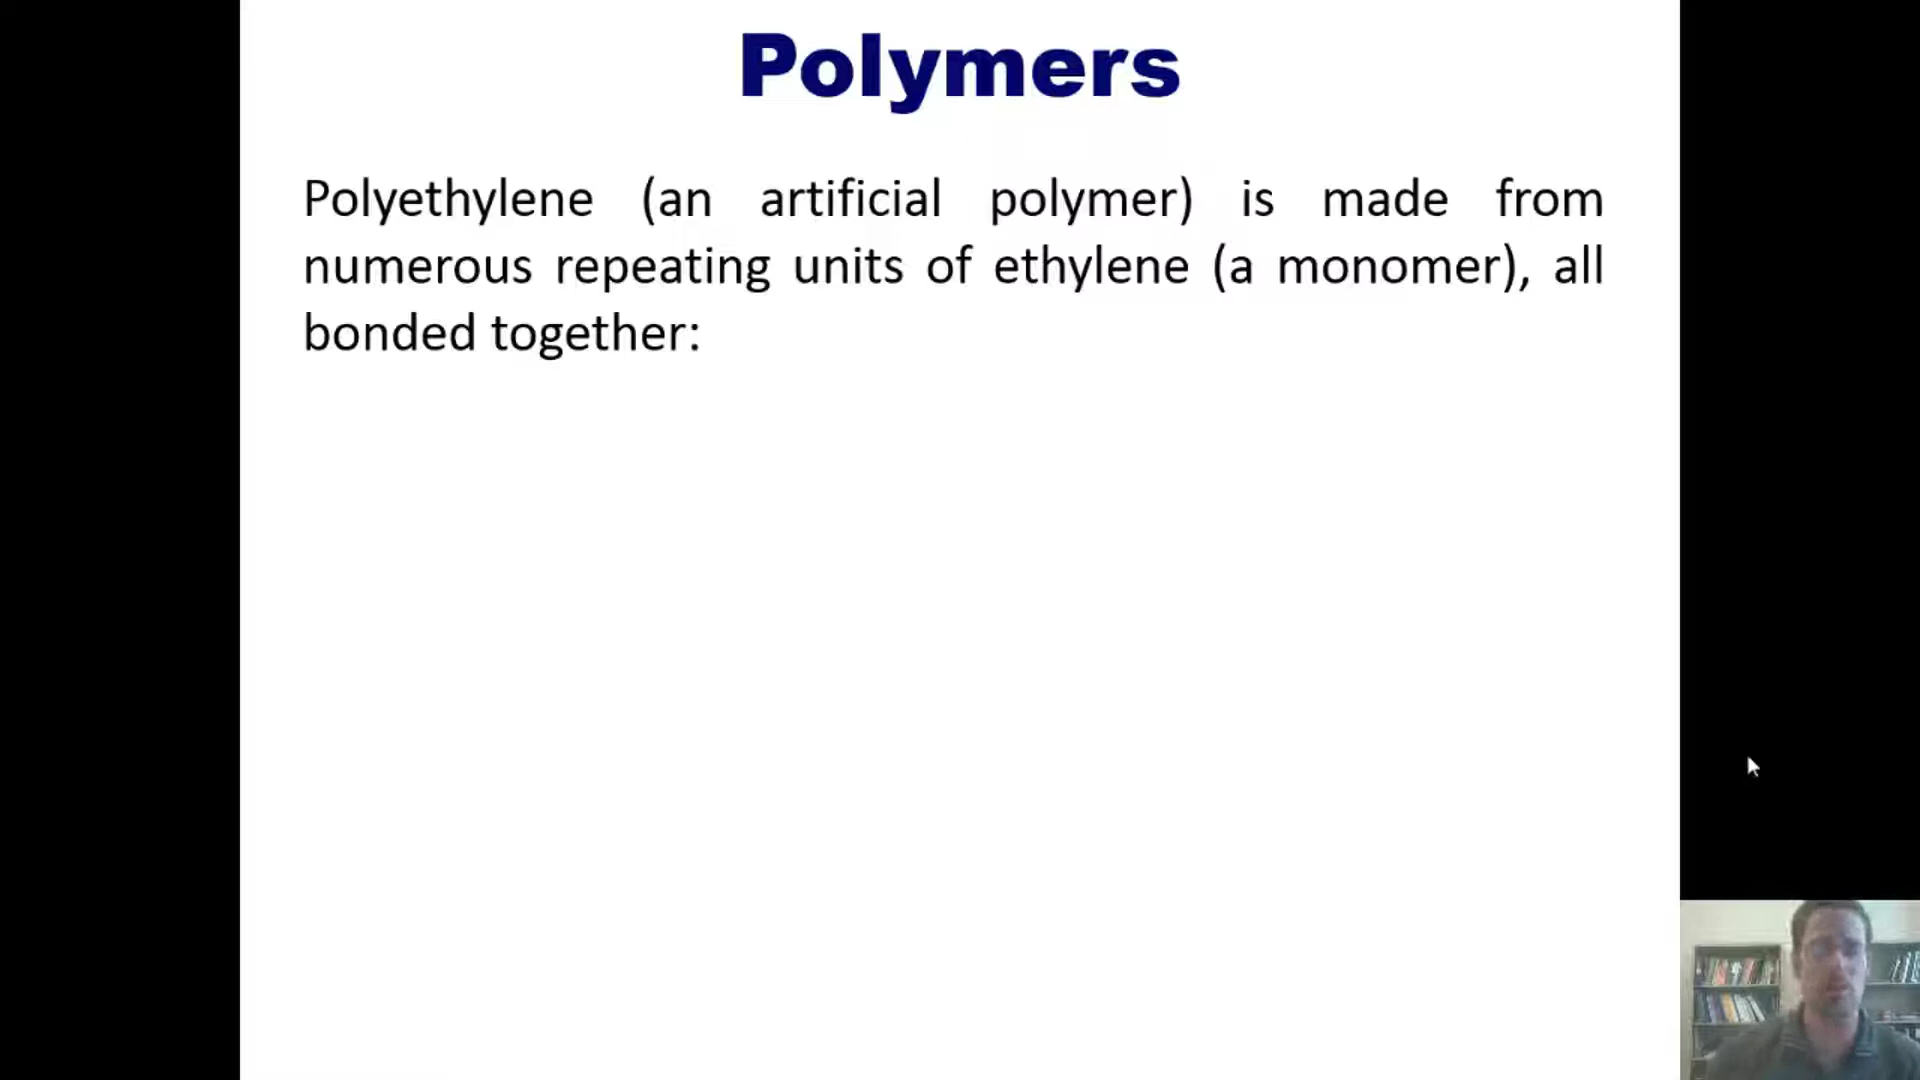 Polymers
Polyethylene (an artificial polymer) is made from
numerous repeating units of ethylene (a monomer), all
bonded together: